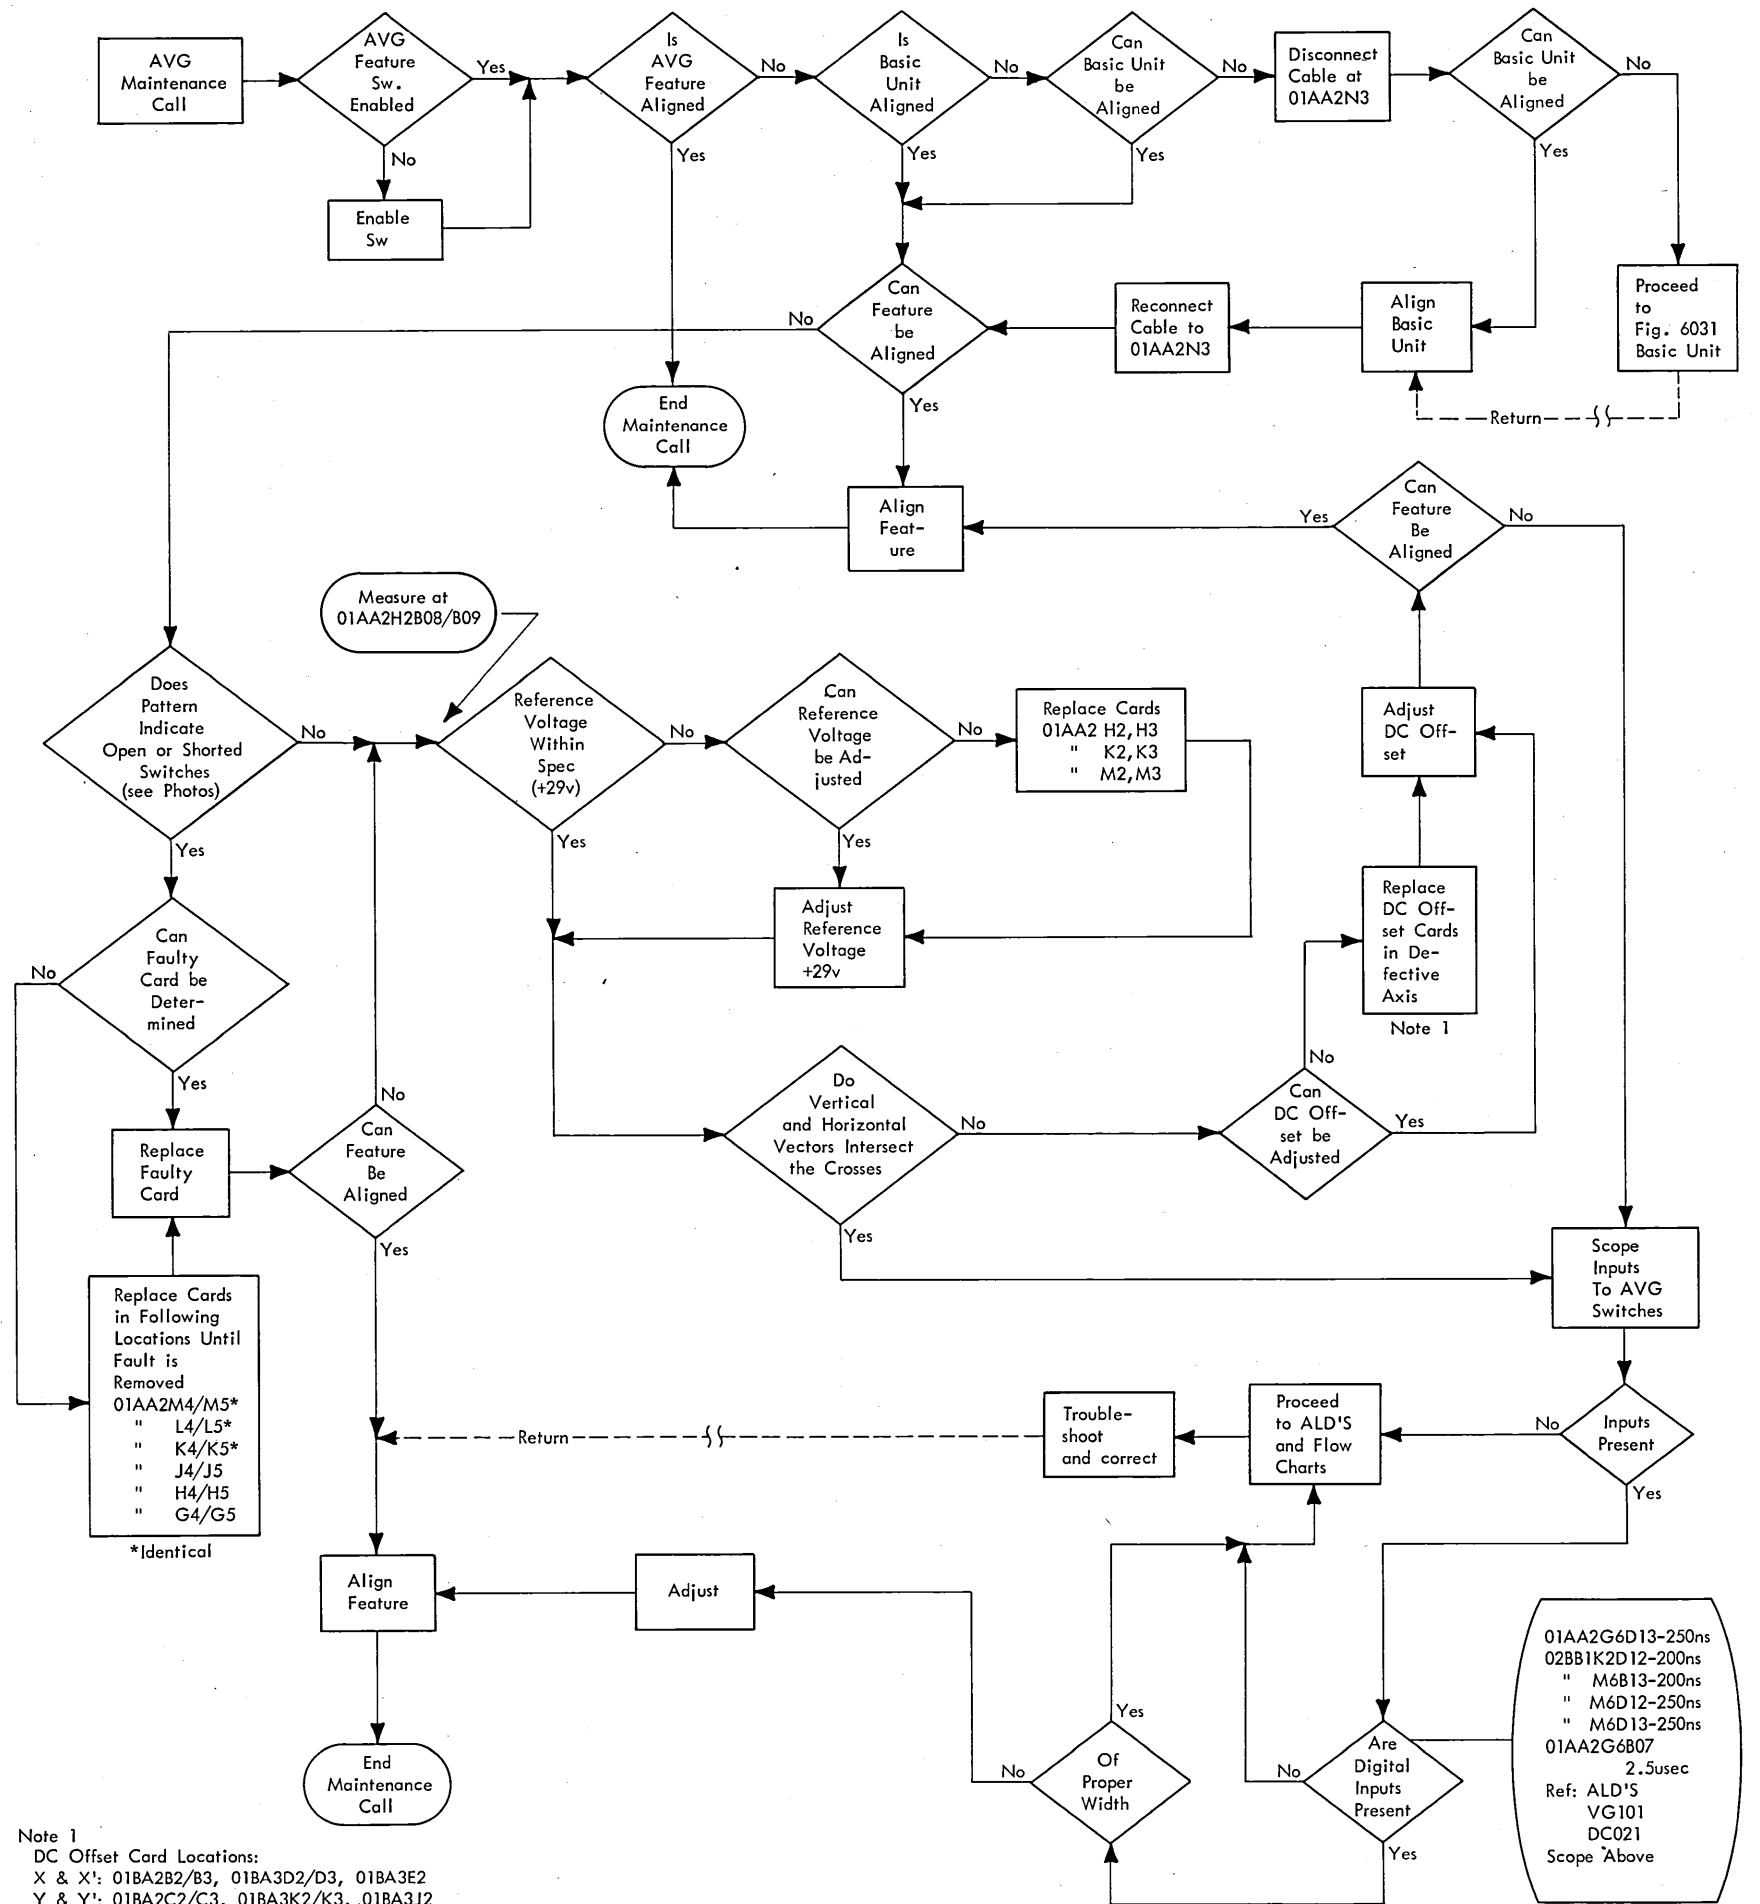 AVG
Maintenance
Call
AVG
Feature
Sw.
Enabled
Yes
No
Enable
Sw
Is
AVG
Feature
Aligned
No
Yes
Is
Basic
Unit
Aligned
No
Yes
Can
Basic Unit
be
Aligned
No
Yes
Disconnect
Cable at
01AA2N3
Can
Basic Unit
be
Aligned
No
Yes
Proceed
to
Fig. 6031
Basic Unit
Return
Align
Basic
Unit
Reconnect
Cable to
01AA2N3
Can
Feature
be
Aligned
No
Yes
End
Maintenance
Call
Align
Feat-
ure
Can
Feature
Be
Aligned
Yes
No
Measure at
01AA2H2B08/B09
Does
Pattern
Indicate
Open or Shorted
Switches
(see Photos)
No
Yes
Reference
Voltage
Within
Spec
(+29v)
No
Yes
Can
Reference
Voltage
be Ad-
justed
No
Yes
Replace Cards
01AA2 H2,H3
" K2,K3
" M2,M3
Adjust
Reference
Voltage
+29v
Adjust
DC Off-
set
Replace
DC Off-
set Cards
in De-
fective
Axis
Note 1
Can
Faulty
Card be
Deter-
mined
No
Yes
Replace
Faulty
Card
Can
Feature
Be
Aligned
No
Yes
Do
Vertical
and Horizontal
Vectors Intersect
the Crosses
No
Yes
Can
DC Off-
set be
Adjusted
No
Yes
Scope
Inputs
To AVG
Switches
Replace Cards
in Following
Locations Until
Fault is
Removed
01AA2M4/M5*
" L4/L5*
" K4/K5*
" J4/J5
" H4/H5
" G4/G5
*Identical
Return
Trouble-
shoot
and correct
Proceed
to ALD'S
and Flow
Charts
No
Inputs
Present
Yes
Align
Feature
Adjust
End
Maintenance
Call
Of
Proper
Width
Yes
No
Are
Digital
Inputs
Present
No
Yes
01AA2G6D13-250ns
02BB1K2D12-200ns
" M6B13-200ns
" M6D12-250ns
" M6D13-250ns
01AA2G6B07
2.5usec
Ref: ALD'S
VG101
DC021
Scope Above
Note 1
DC Offset Card Locations:
X & X': 01BA2B2/B3, 01BA3D2/D3, 01BA3E2
Y & Y': 01BA2C2/C3, 01BA3K2/K3, 01BA3J2